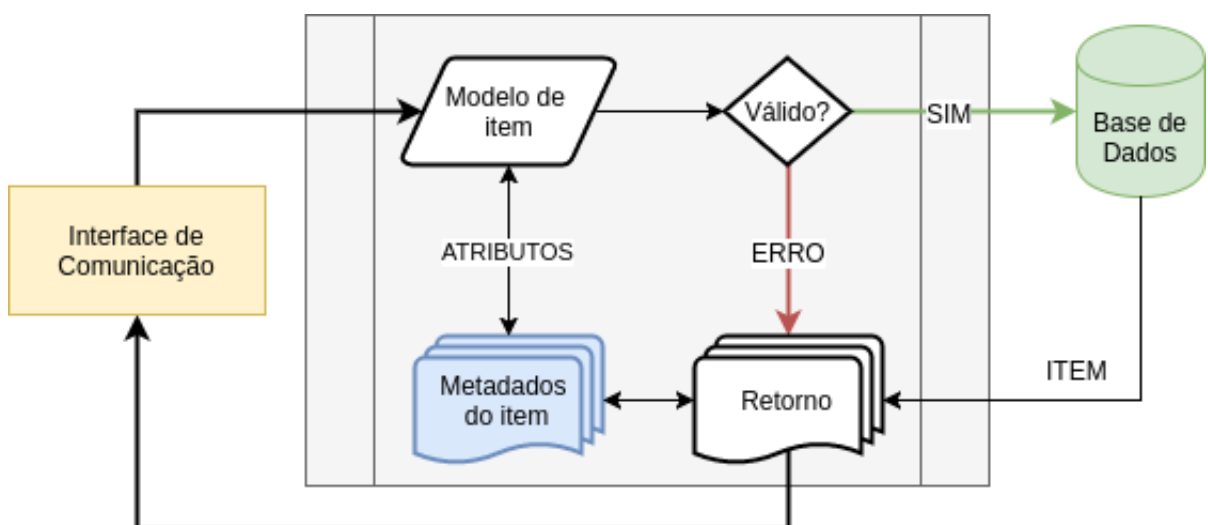 Modelo de
item
Válido?
SIM
Base de
Dados
Interface de
Comunicação
ATRIBUTOS
ERRO
ITEM
Metadados
do item
Retorno